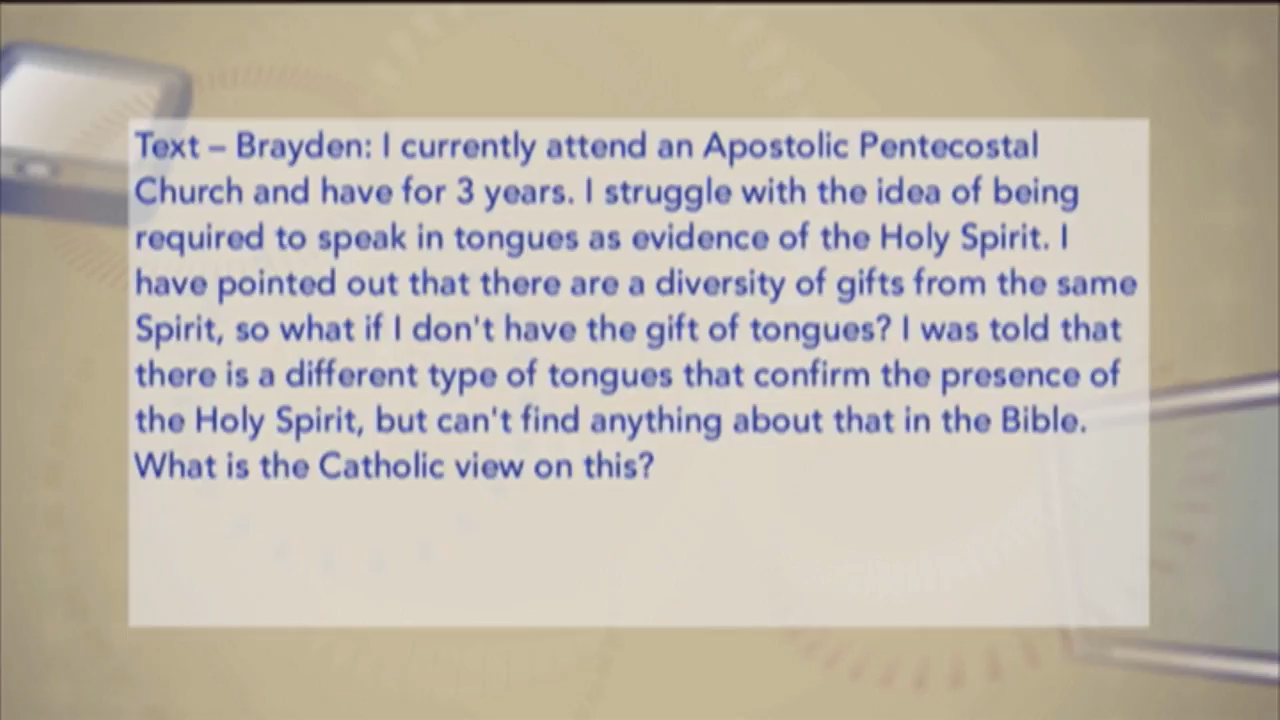 Text – Brayden: I currently attend an Apostolic Pentecostal
Church and have for 3 years. I struggle with the idea of being
required to speak in tongues as evidence of the Holy Spirit. I
have pointed out that there are a diversity of gifts from the same
Spirit, so what if I don't have the gift of tongues? I was told that
there is a different type of tongues that confirm the presence of
the Holy Spirit, but can't find anything about that in the Bible.
What is the Catholic view on this?